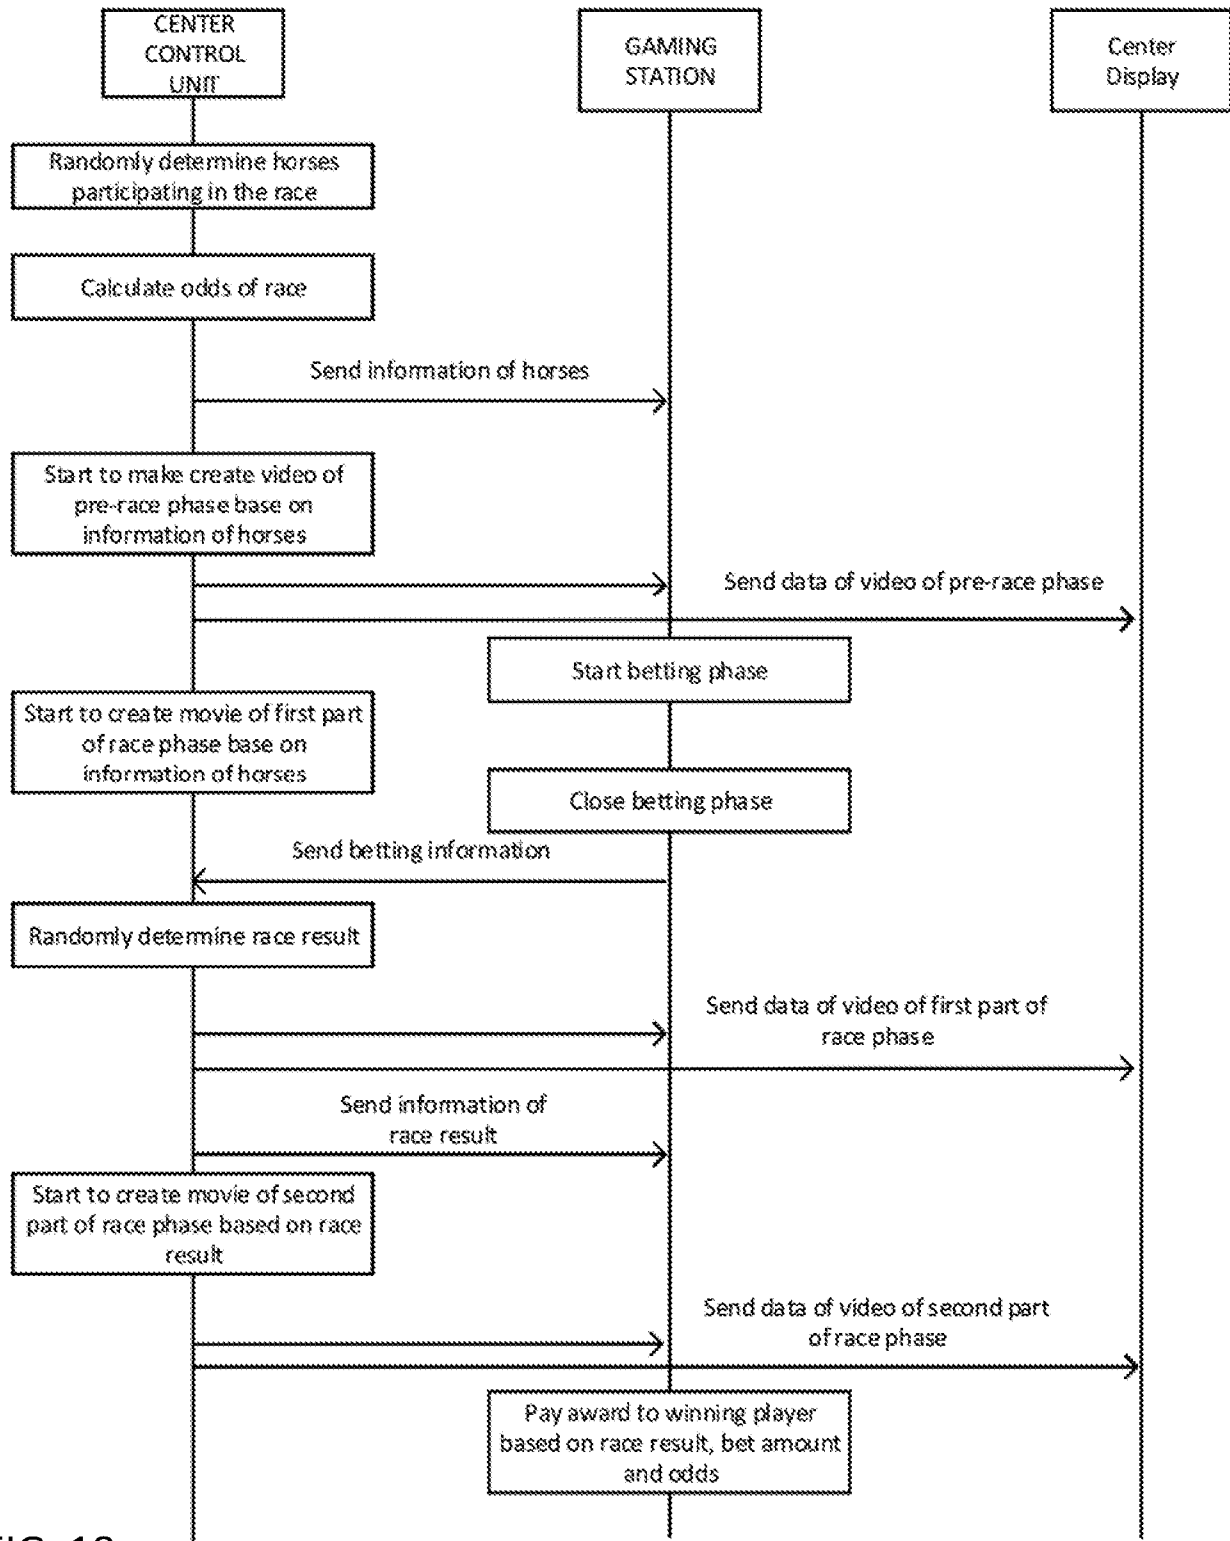 CENTER
CONTROL
UNIT
GAMING
STATION
Center
Display
Randomly determine horses
participating in the race
Calculate odds of race
Send information of horses
Start to make create video of
pre-race phase base on
information of horses
Send data of video of pre-race phase
Start betting phase
Start to create movie of first part
of race phase base on
information of horses
Close betting phase
Send betting information
Randomly determine race result
Send data of video of first part of
race phase
Send information of
race result
Start to create movie of second
part of race phase based on race
result
Send data of video of second part
of race phase
Pay award to winning player
based on race result, bet amount
and odds